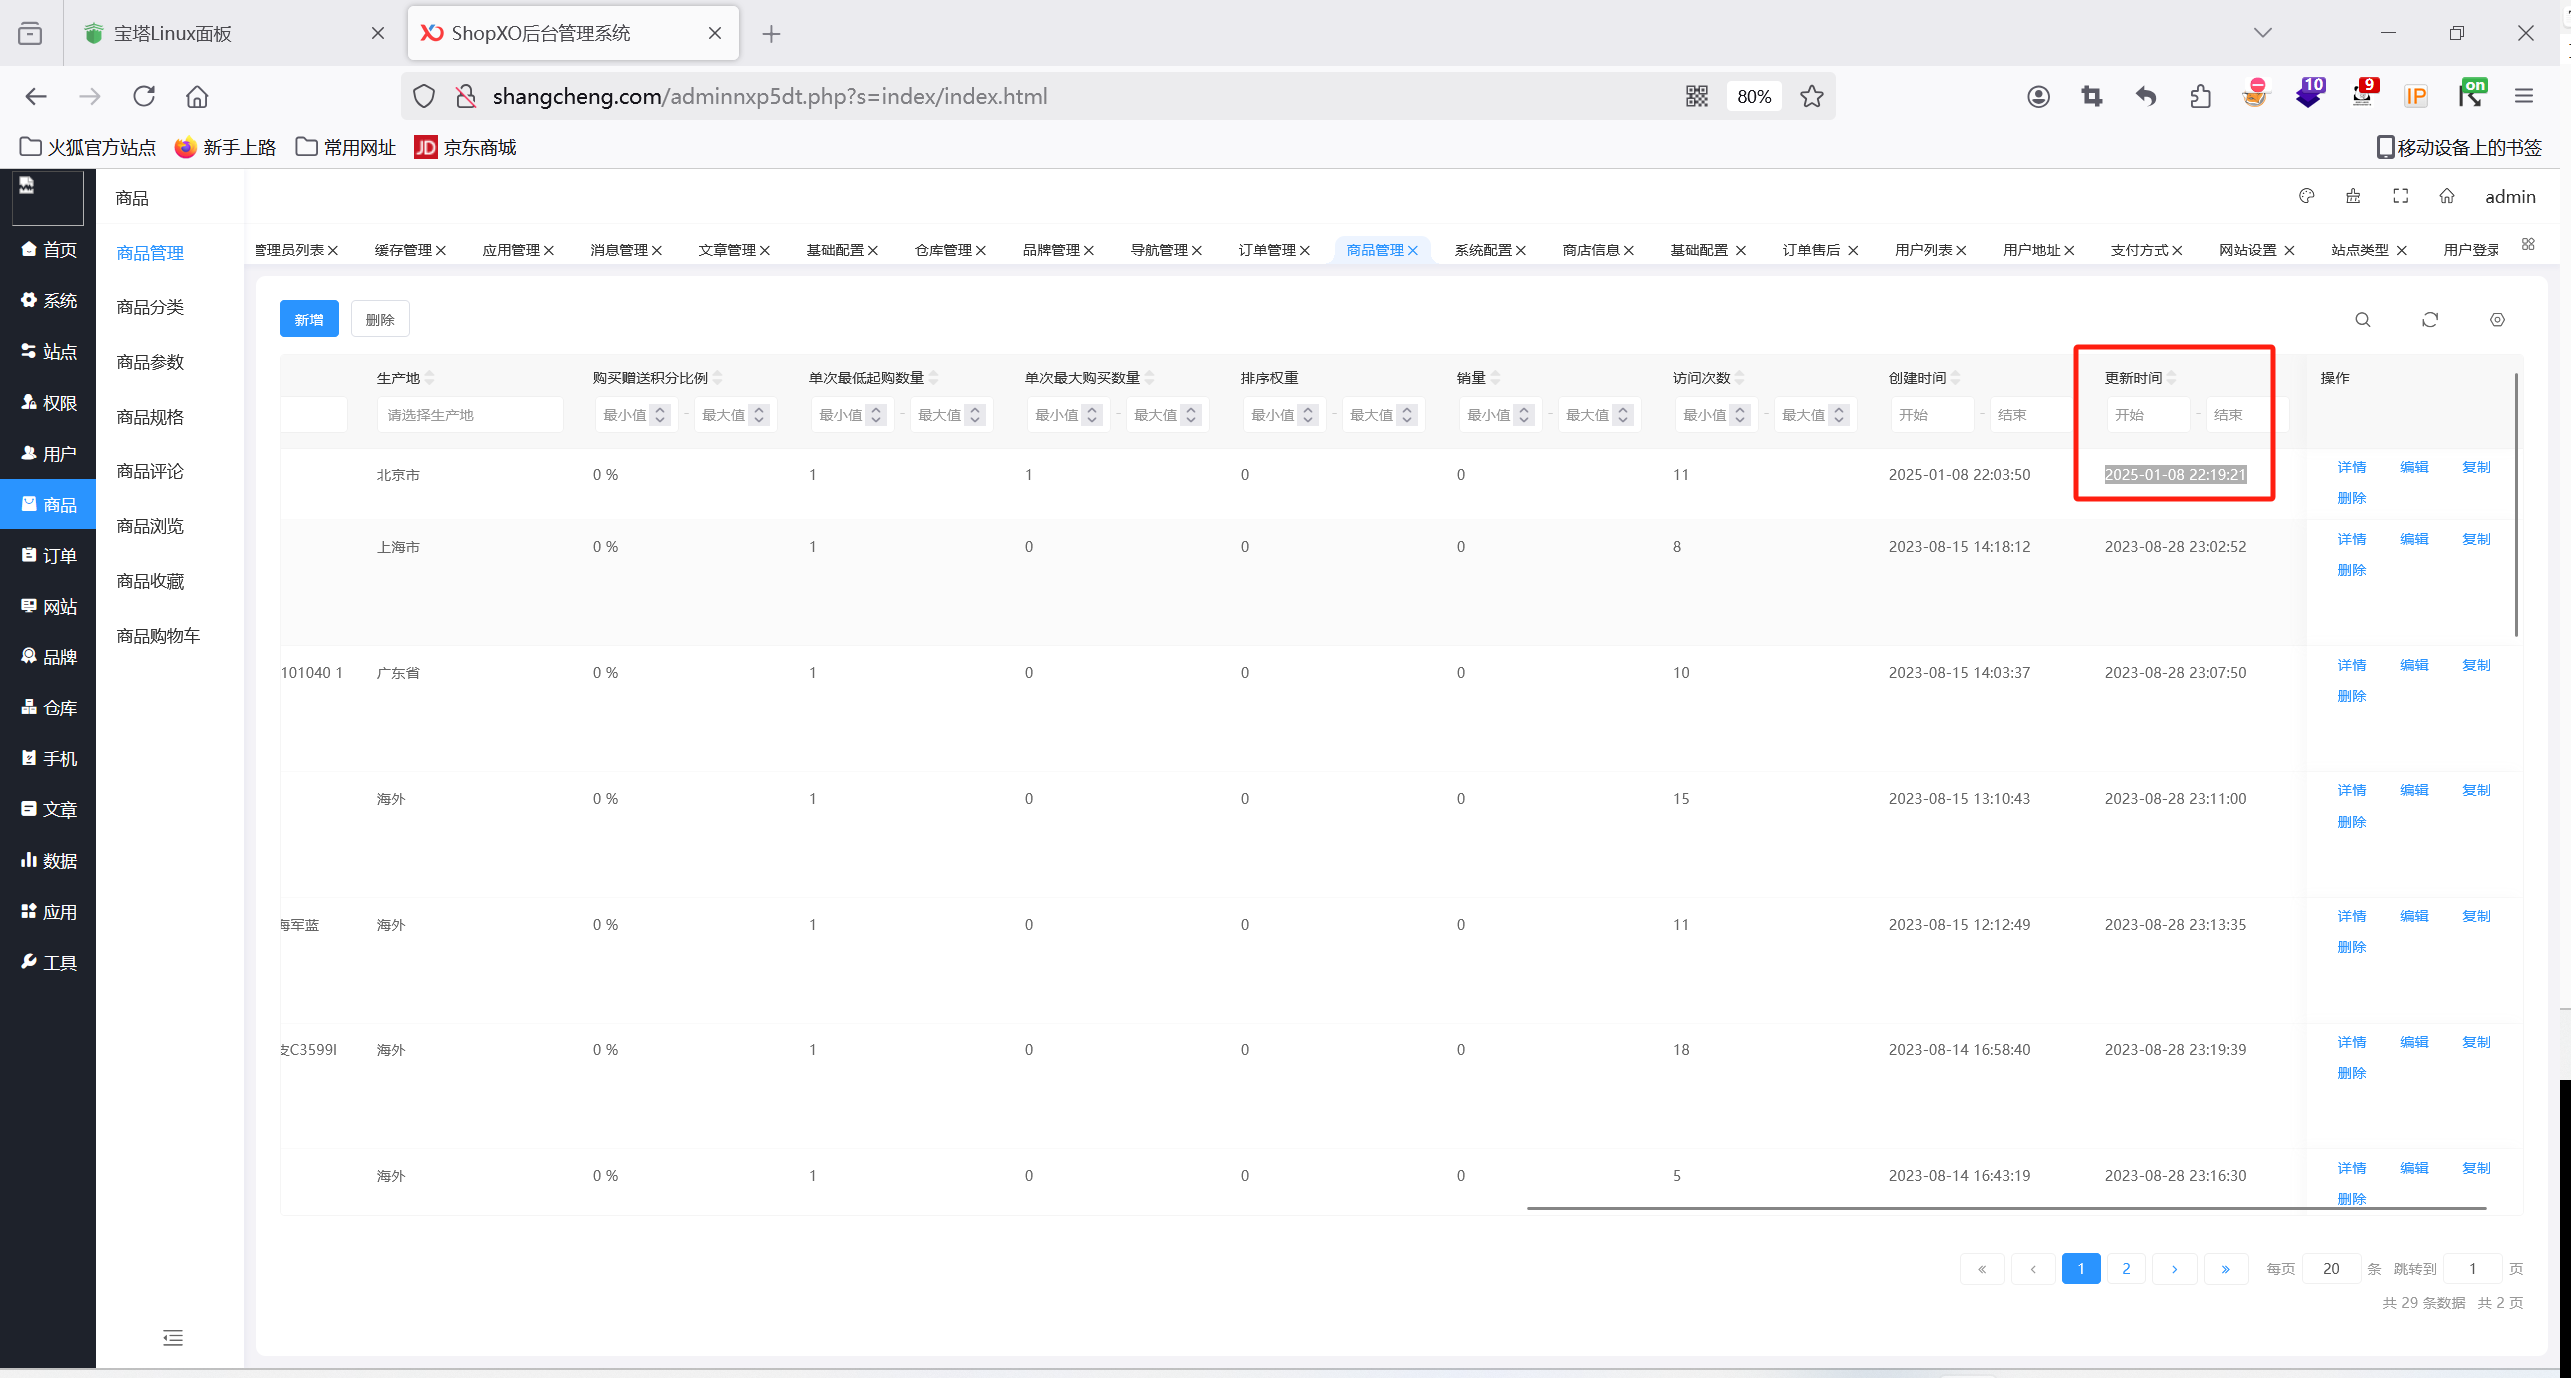 宝塔Linux面板
ShopXO后台管理系统
shangcheng.com/adminnxp5dt.php?s=index/index.html
80%
10
9
IP
on
火狐官方站点 新手上路 常用网址 JD 京东商城
移动设备上的书签
商品
admin
管理员列表 缓存管理 应用管理 消息管理 文章管理 基础配置 仓库管理 品牌管理 导航管理 订单管理 商品管理 系统配置 商店信息 基础配置 订单售后 用户列表 用户地址 支付方式 网站设置 站点类型 用户登录
首页
系统
站点
权限
用户
商品
订单
网站
品牌
仓库
手机
文章
数据
应用
工具
商品管理
商品分类
商品参数
商品规格
商品评论
商品浏览
商品收藏
商品购物车
新增 删除
生产地 购买赠送积分比例 单次最低起购数量 单次最大购买数量 排序权重 销量 访问次数 创建时间 更新时间 操作
请选择生产地 最小值 - 最大值 最小值 - 最大值 最小值 - 最大值 最小值 - 最大值 最小值 - 最大值 最小值 - 最大值 开始 - 结束 开始 - 结束
北京市 0 % 1 1 0 0 11 2025-01-08 22:03:50 2025-01-08 22:19:21 详情 编辑 复制
删除
上海市 0 % 1 0 0 0 8 2023-08-15 14:18:12 2023-08-28 23:02:52 详情 编辑 复制
删除
101040 1 广东省 0 % 1 0 0 0 10 2023-08-15 14:03:37 2023-08-28 23:07:50 详情 编辑 复制
删除
海外 0 % 1 0 0 0 15 2023-08-15 13:10:43 2023-08-28 23:11:00 详情 编辑 复制
删除
海军蓝 海外 0 % 1 0 0 0 11 2023-08-15 12:12:49 2023-08-28 23:13:35 详情 编辑 复制
删除
C3599I 海外 0 % 1 0 0 0 18 2023-08-14 16:58:40 2023-08-28 23:19:39 详情 编辑 复制
删除
海外 0 % 1 0 0 0 5 2023-08-14 16:43:19 2023-08-28 23:16:30 详情 编辑 复制
删除
« ‹ 1 2 › » 每页 20 条 跳转到 1 页
共 29 条数据 共 2 页